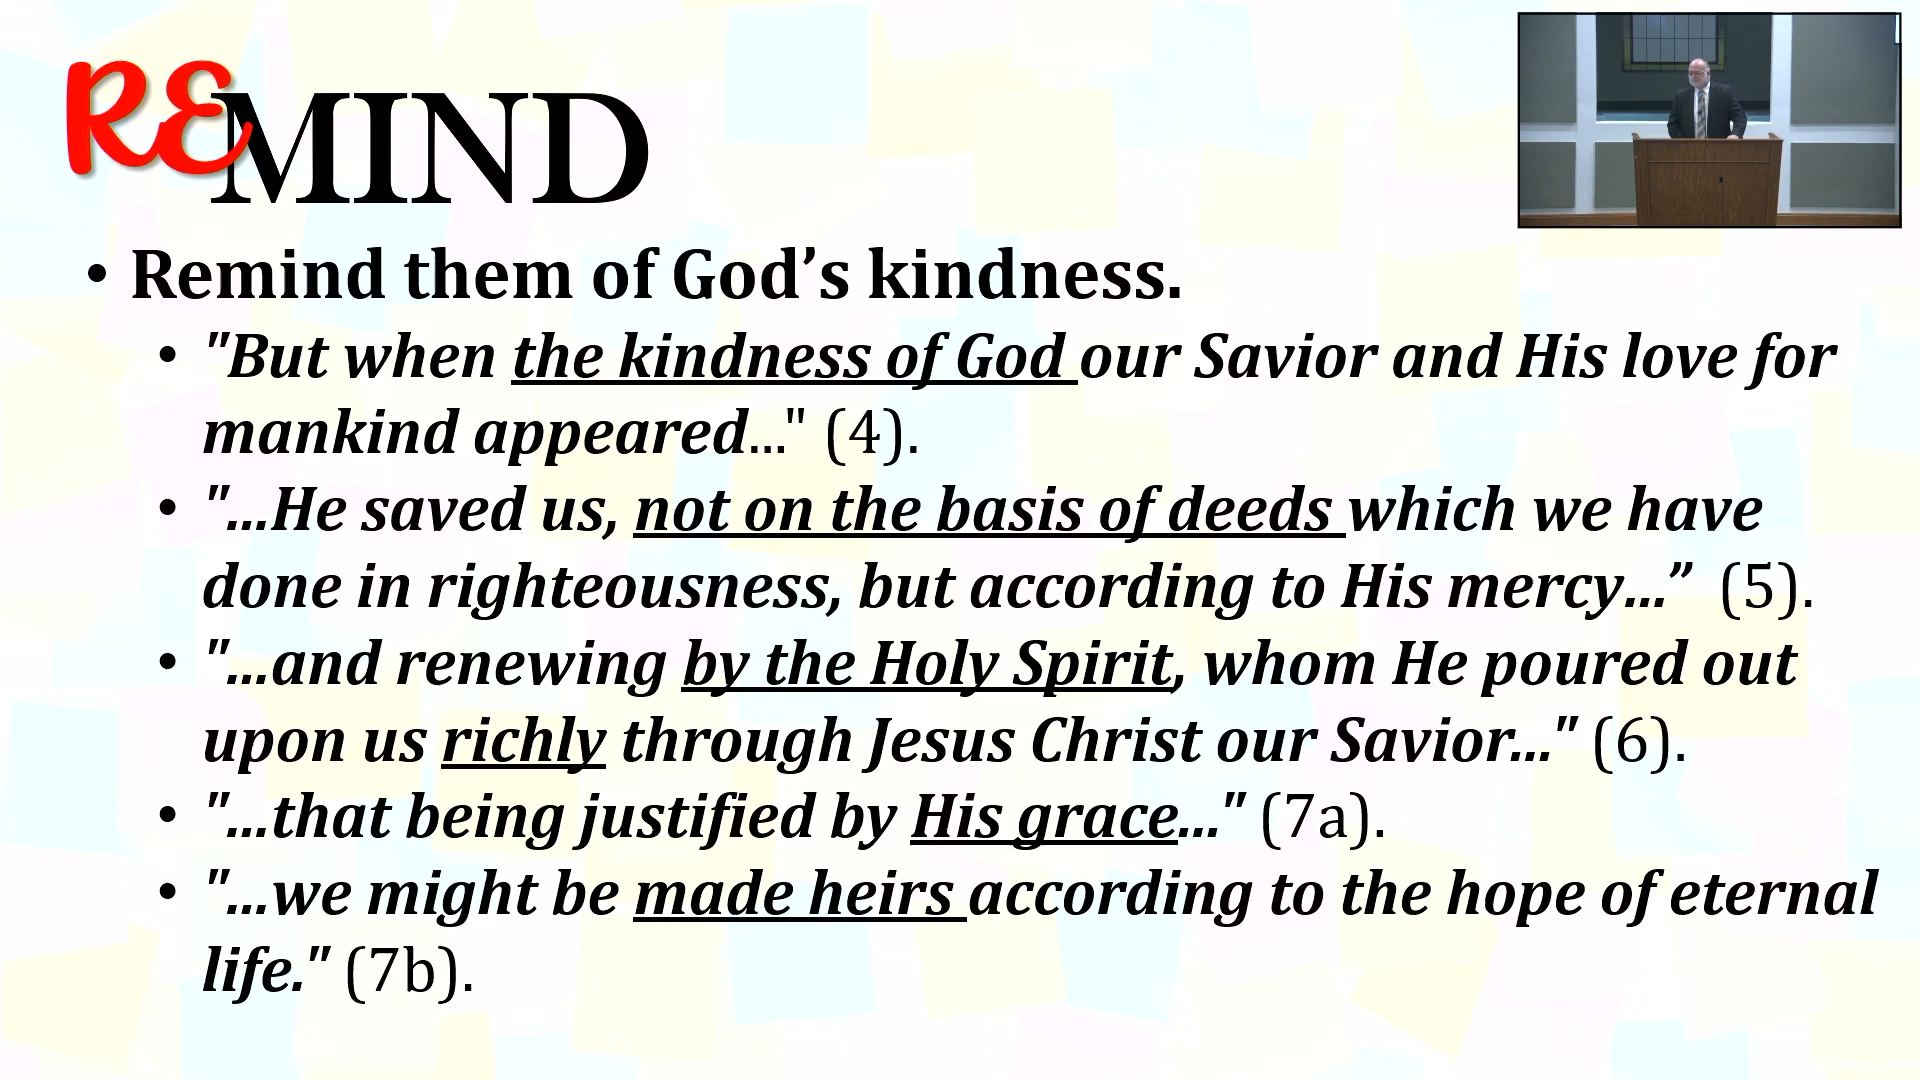 REMIND
• Remind them of God’s kindness.
• "But when the kindness of God our Savior and His love for
mankind appeared..." (4).
• "...He saved us, not on the basis of deeds which we have
done in righteousness, but according to His mercy...” (5).
• "...and renewing by the Holy Spirit, whom He poured out
upon us richly through Jesus Christ our Savior..." (6).
• "...that being justified by His grace..." (7a).
• "...we might be made heirs according to the hope of eternal
life." (7b).